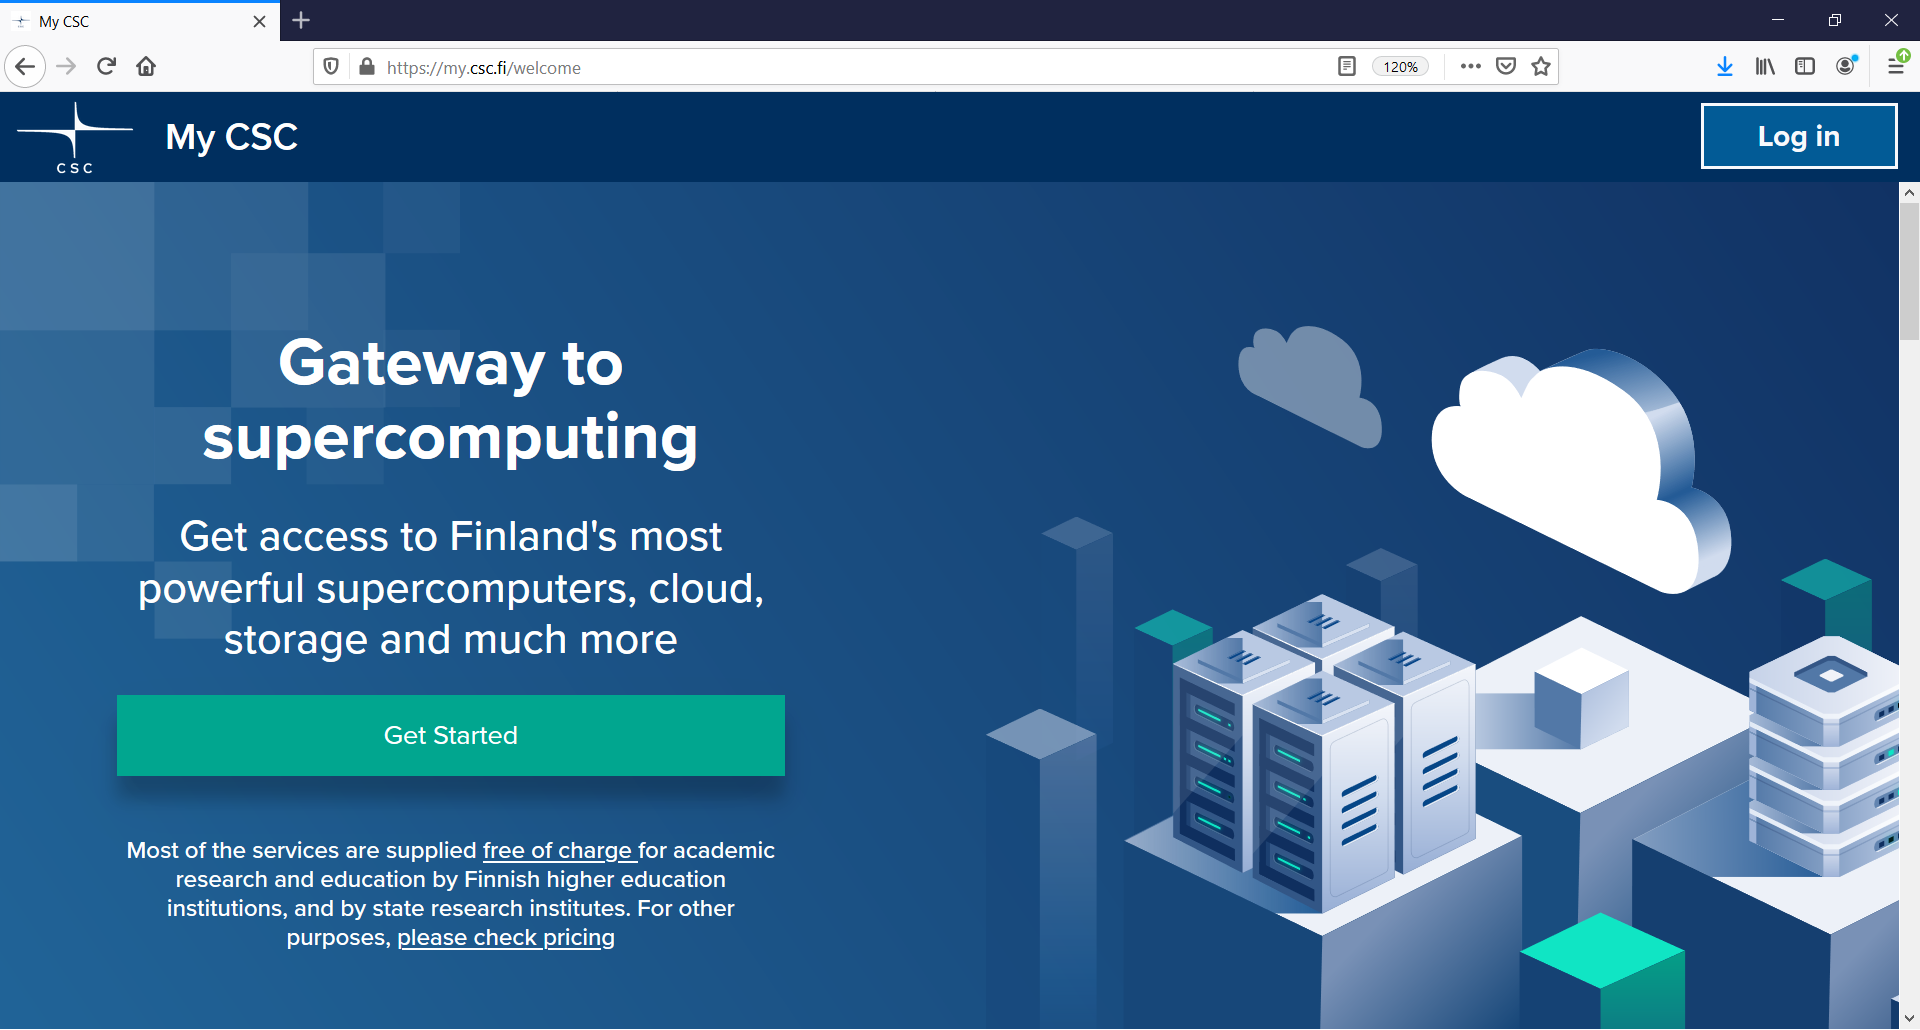 My CSC
https://my.csc.fi/welcome
120%
CSC
My CSC
Log in
Gateway to
supercomputing
Get access to Finland's most
powerful supercomputers, cloud,
storage and much more
Get Started
Most of the services are supplied free of charge for academic
research and education by Finnish higher education
institutions, and by state research institutes. For other
purposes, please check pricing